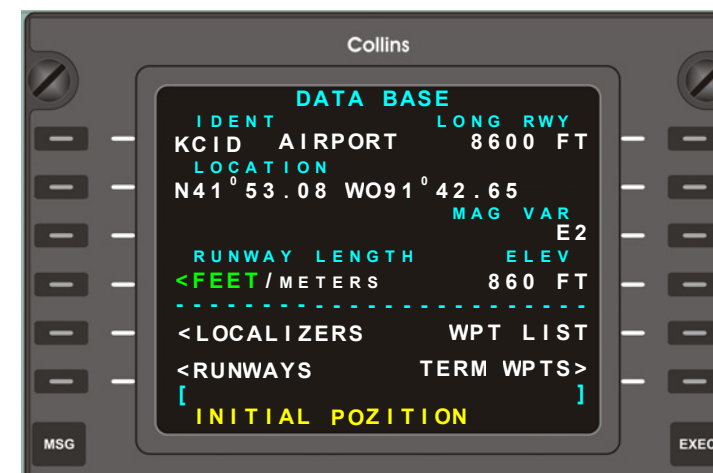 Collins
DATA BASE
IDENT LONG RWY
KCID AIRPORT 8600 FT
LOCATION
N41°53.08 WO91°42.65
MAG VAR
E2
RUNWAY LENGTH ELEV
<FEET/METERS 860 FT
------------------------
<LOCALIZERS WPT LIST
<RUNWAYS TERM WPTS>
[ ]
INITIAL POZITION
MSG EXEC